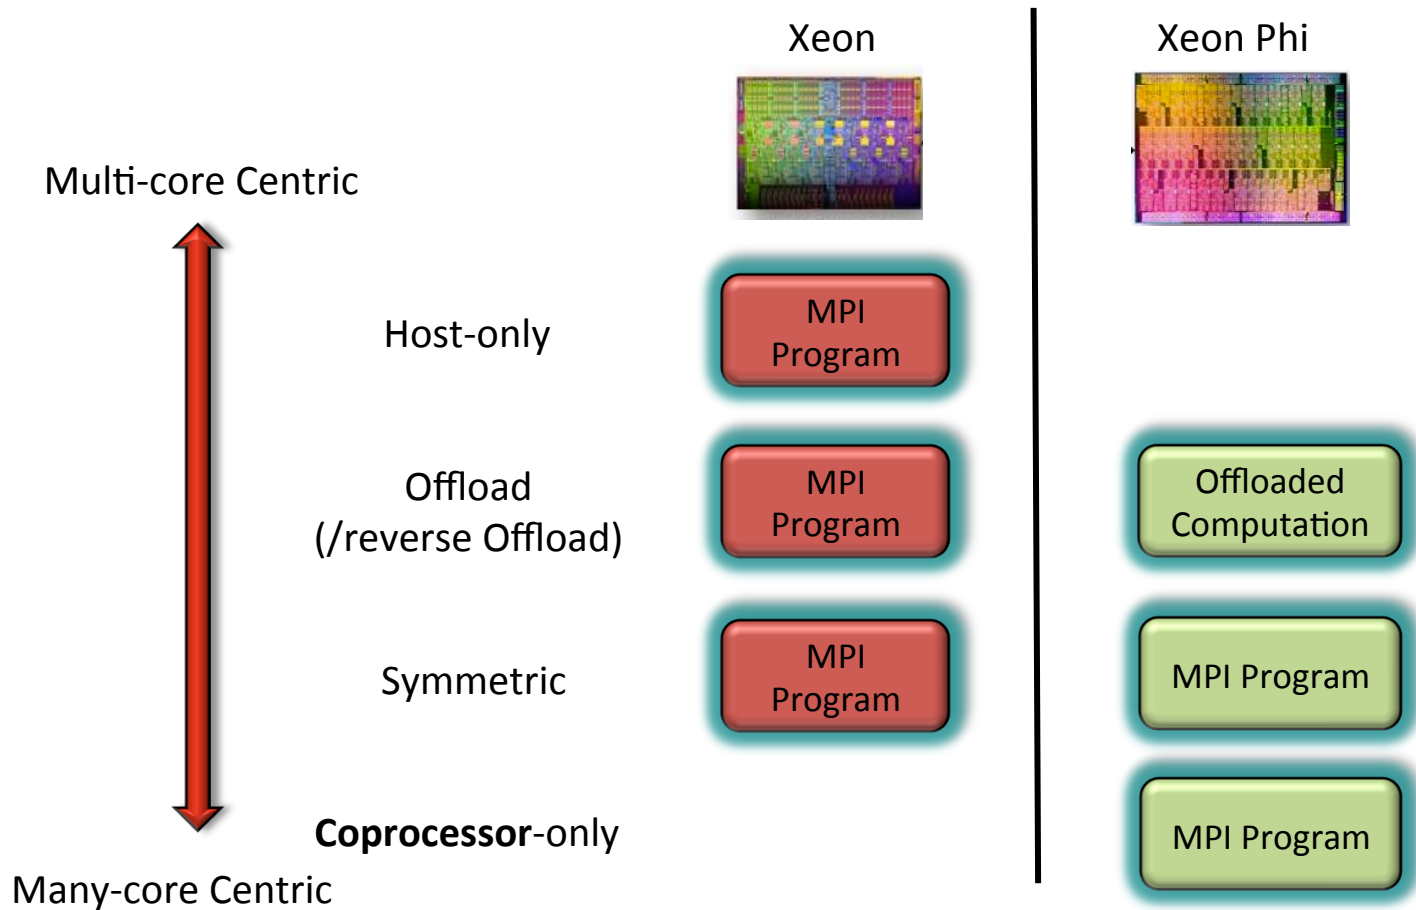 Xeon
Xeon Phi
Multi-core Centric
Host-only
MPI
Program
Offload
(/reverse Offload)
MPI
Program
Offloaded
Computation
Symmetric
MPI
Program
MPI Program
Coprocessor-only
MPI Program
Many-core Centric